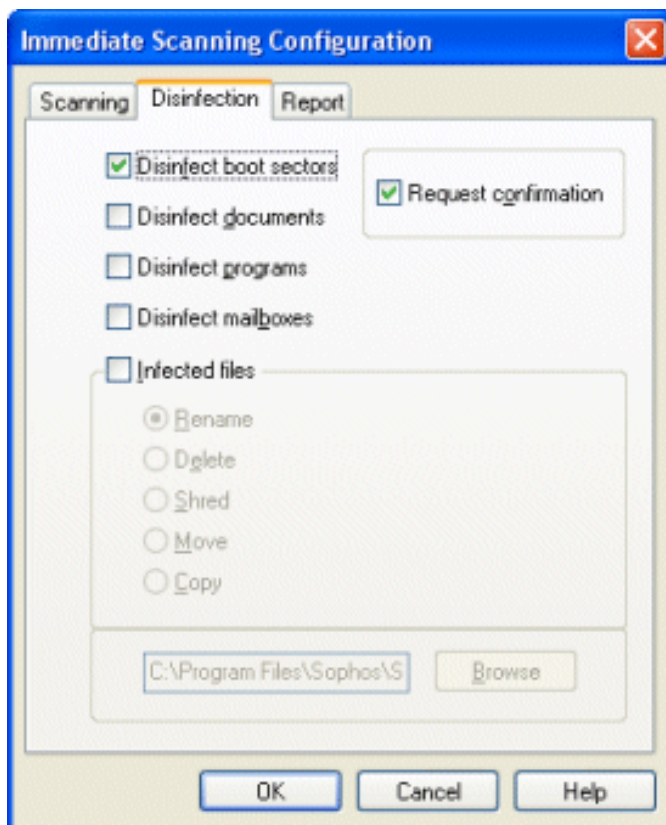 Immediate Scanning Configuration
Scanning
Disinfection
Report
Disinfect boot sectors
Request confirmation
Disinfect documents
Disinfect programs
Disinfect mailboxes
Infected files
Rename
Delete
Shred
Move
Copy
C:\Program Files\Sophos\S
Browse
OK
Cancel
Help